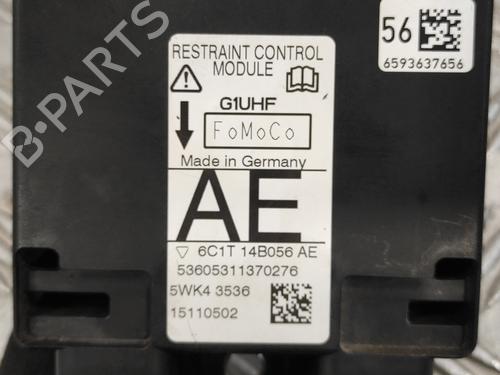 56
6593637656
RESTRAINT CONTROL
MODULE
G1UHF
FoMoCo
Made in Germany
AE
6C1T 14B056 AE
53605311370276
5WK4 3536
15110502
B-PARTS